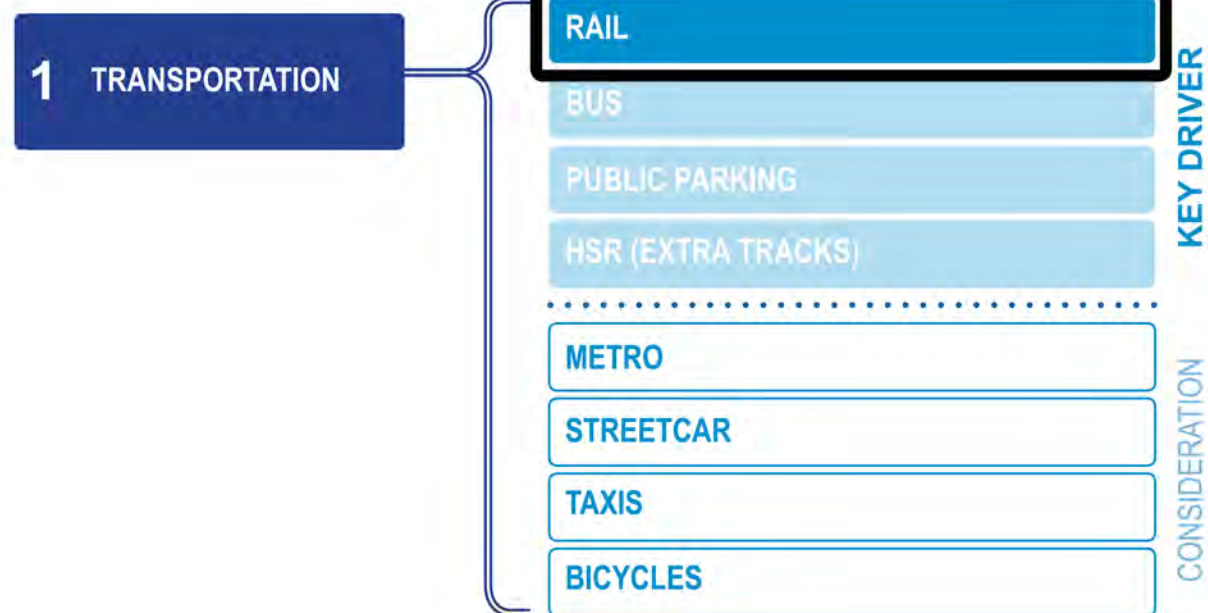 1 TRANSPORTATION
RAIL
BUS
PUBLIC PARKING
HSR (EXTRA TRACKS)
KEY DRIVER
METRO
STREETCAR
TAXIS
BICYCLES
CONSIDERATION